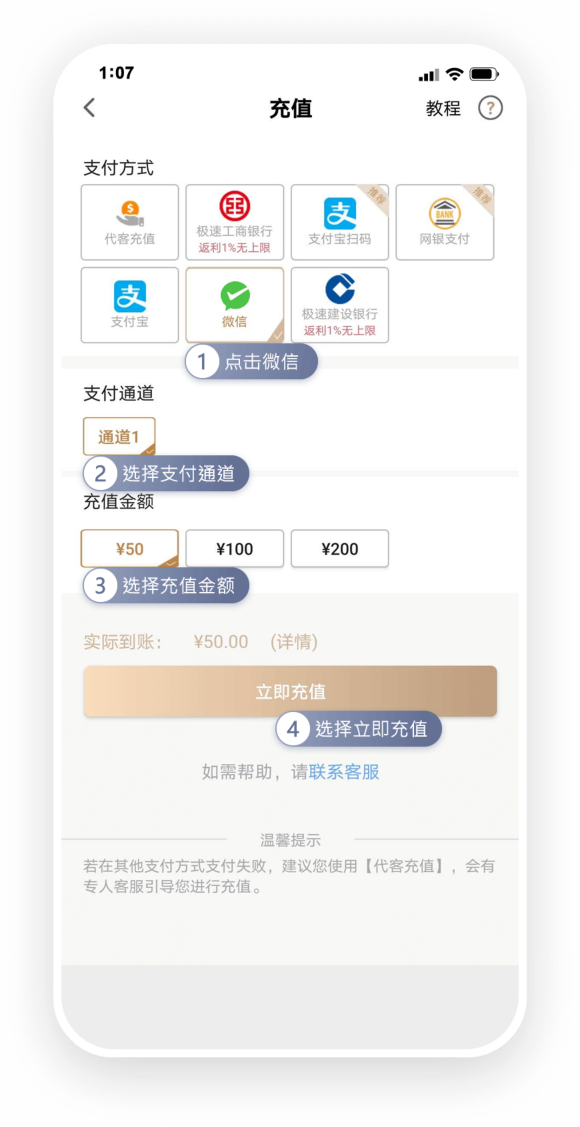 1:07
充值
教程
?
支付方式
代客充值
极速工商银行
返利1%无上限
推荐
支付宝扫码
推荐
BANK
网银支付
支
支付宝
微信
极速建设银行
返利1%无上限
1 点击微信
支付通道
通道1
2 选择支付通道
充值金额
¥50
¥100
¥200
3 选择充值金额
实际到账: ¥50.00 (详情)
立即充值
4 选择立即充值
如需帮助，请联系客服
温馨提示
若在其他支付方式支付失败，建议您使用【代客充值】，会有
专人客服引导您进行充值。